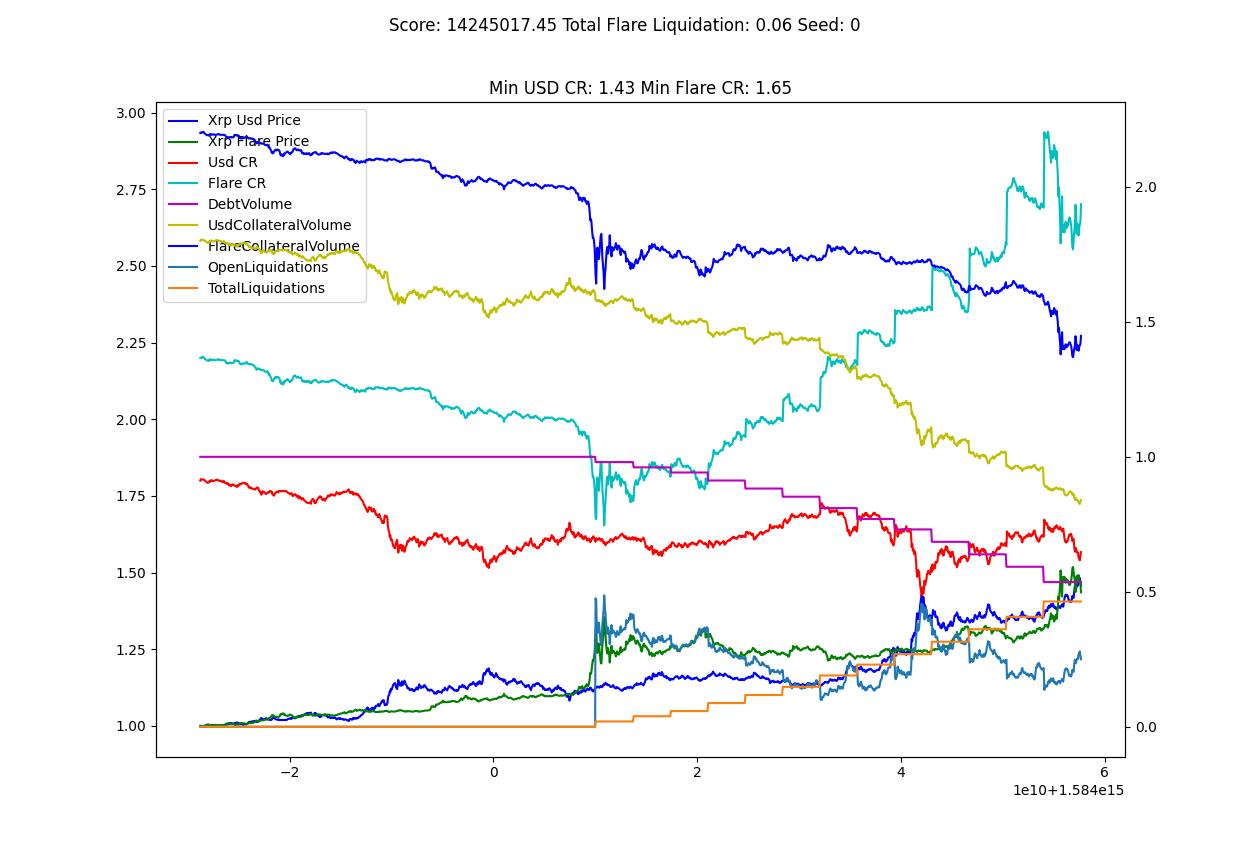 Score: 14245017.45 Total Flare Liquidation: 0.06 Seed: 0
Min USD CR: 1.43 Min Flare CR: 1.65
3.00
2.75
2.50
2.25
2.00
1.75
1.50
1.25
1.00
Xrp Usd Price
Xrp Flare Price
Usd CR
Flare CR
DebtVolume
UsdCollateralVolume
FlareCollateralVolume
OpenLiquidations
TotalLiquidations
2.0
1.5
1.0
0.5
0.0
−2 0 2 4 6
1e10+1.584e15